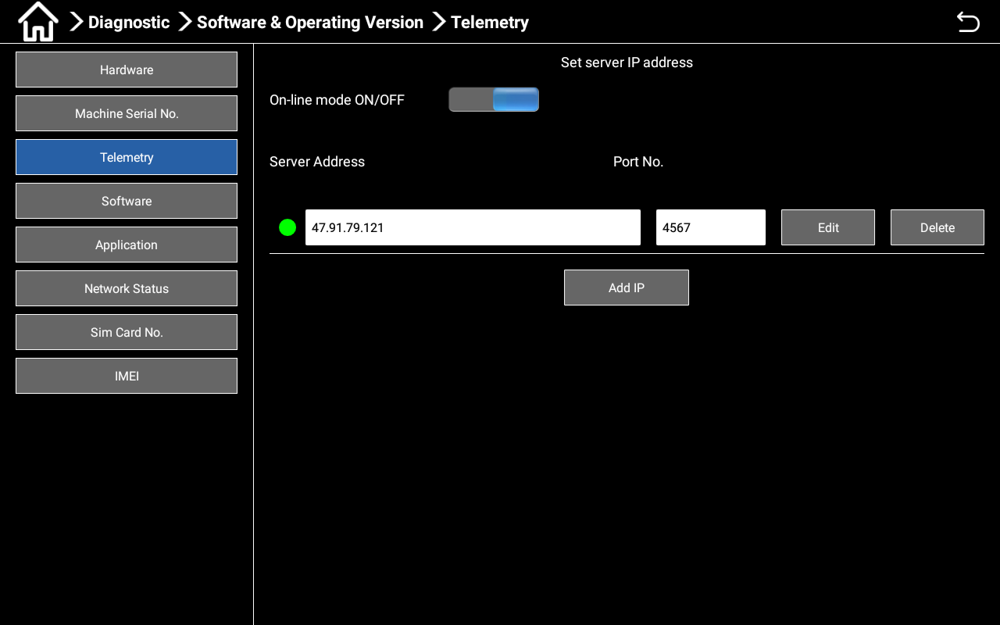 Diagnostic Software & Operating Version Telemetry
Hardware
Machine Serial No.
Telemetry
Software
Application
Network Status
Sim Card No.
IMEI
Set server IP address
On-line mode ON/OFF
Server Address Port No.
47.91.79.121 4567 Edit Delete
Add IP